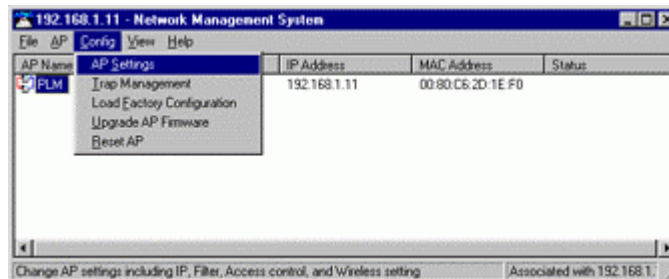 192.168.1.11 - Network Management System
File AP Config View Help
AP Name IP Address MAC Address Status
PLM 192.168.1.11 00:80:C6:2D:1E:F0
AP Settings
Trap Management
Load Factory Configuration
Upgrade AP Firmware
Reset AP
Change AP settings including IP, Filter, Access control, and Wireless setting Associated with 192.168.1: